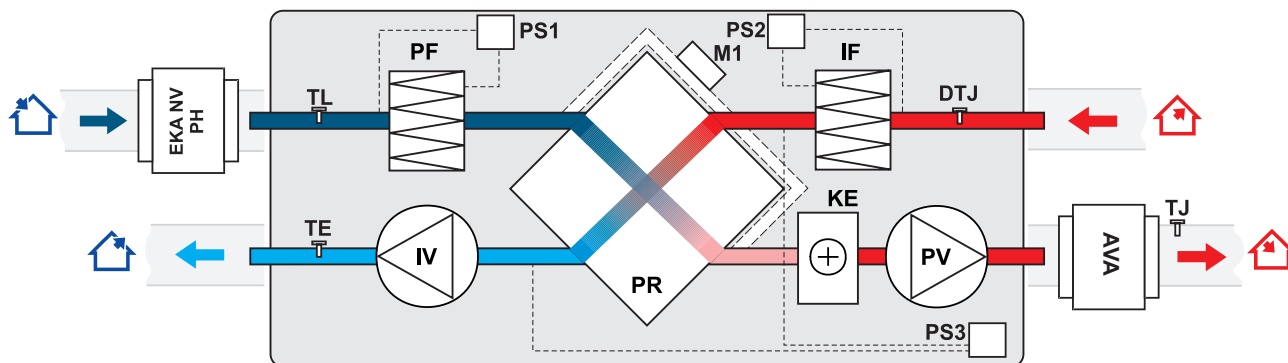 PS1
PS2
PF
M1
IF
TL
DTJ
EKA NV
PH
KE
TJ
TE
IV
PR
PV
AVA
PS3